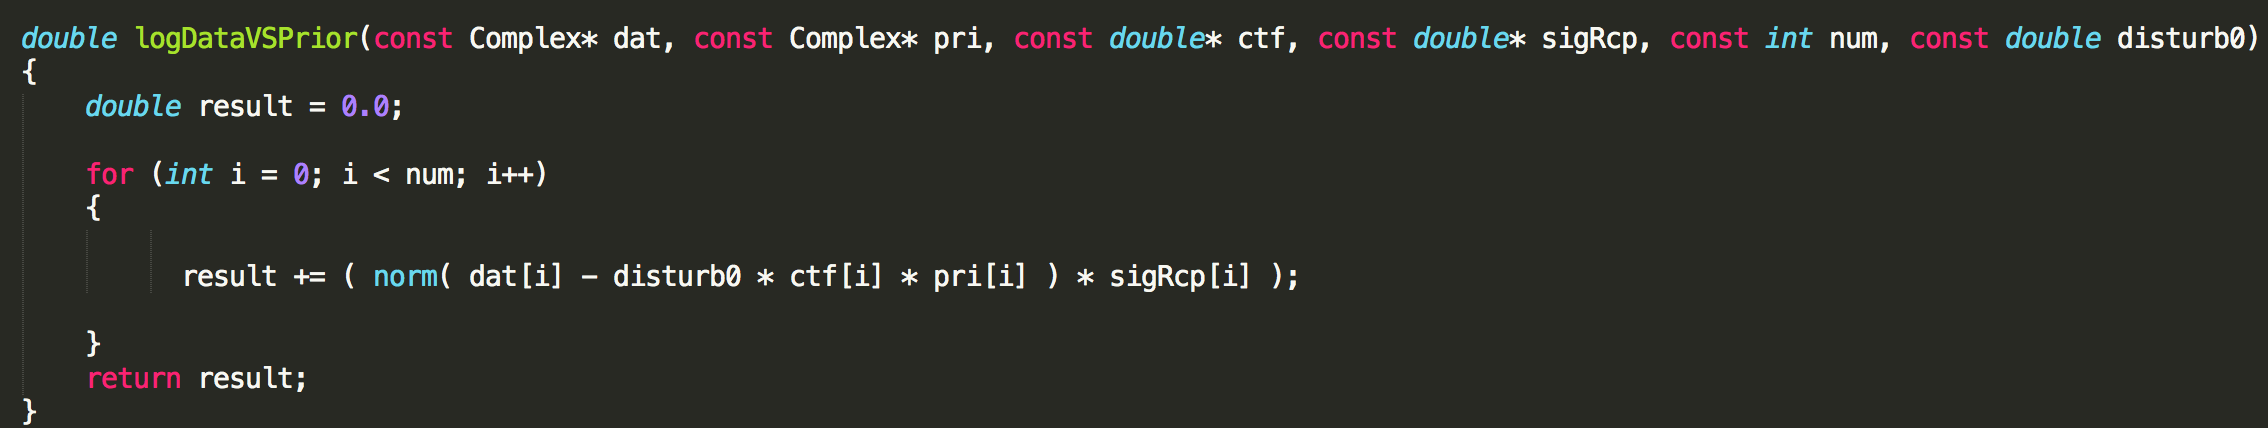 double logDataVSPrior(const Complex* dat, const Complex* pri, const double* ctf, const double* sigRcp, const int num, const double disturb0)
{
    double result = 0.0;
    for (int i = 0; i < num; i++)
    {
          result += ( norm( dat[i] - disturb0 * ctf[i] * pri[i] ) * sigRcp[i] );
    }
    return result;
}